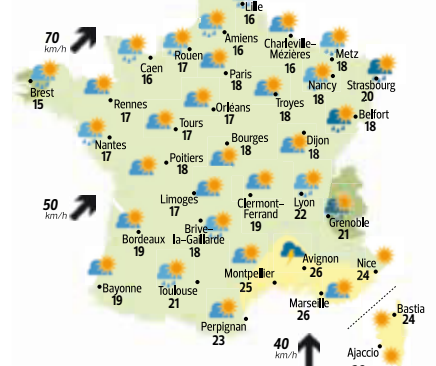 Lille
16
70
km/h
Amiens
16
Charleville–
Mézières
16
Caen
16
Rouen
17
Metz
18
Paris
18
Nancy
18
Strasbourg
20
Brest
15
Rennes
17
Orléans
17
Troyes
18
Belfort
18
Tours
17
Nantes
17
Bourges
18
Dijon
18
Poitiers
18
Limoges
17
Clermont–
Ferrand
19
Lyon
22
50
km/h
Grenoble
21
Bordeaux
19
Brive–
la–Gaillarde
18
Avignon
26
Nice
24
Montpellier
25
Bayonne
19
Toulouse
21
Marseille
26
Bastia
24
Perpignan
23
40
km/h
Ajaccio